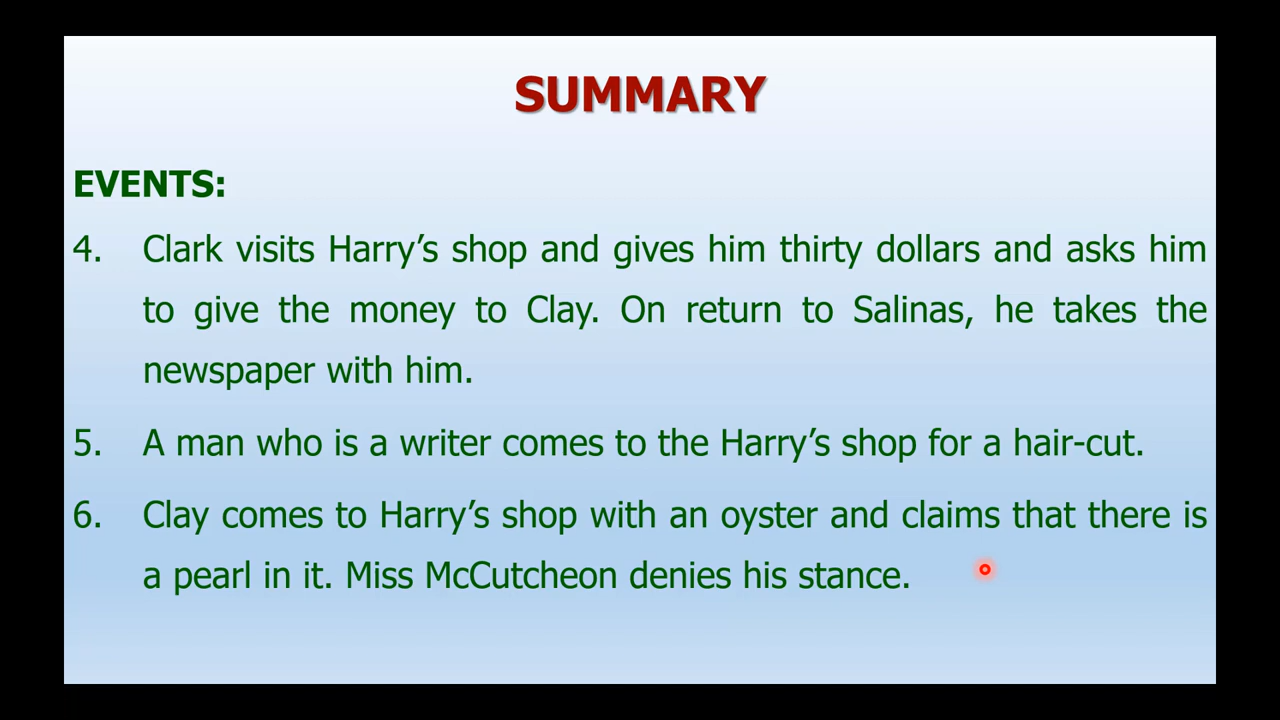 SUMMARY
EVENTS:
4. Clark visits Harry’s shop and gives him thirty dollars and asks him
to give the money to Clay. On return to Salinas, he takes the
newspaper with him.
5. A man who is a writer comes to the Harry’s shop for a hair-cut.
6. Clay comes to Harry’s shop with an oyster and claims that there is
a pearl in it. Miss McCutcheon denies his stance.